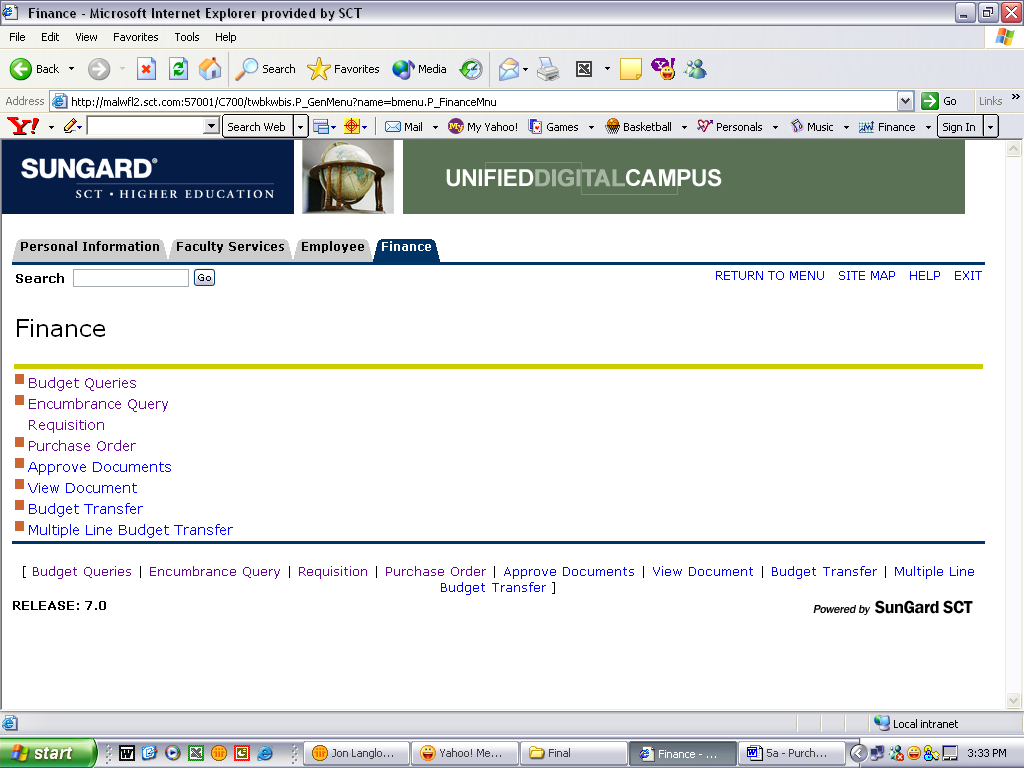 Finance - Microsoft Internet Explorer provided by SCT
File Edit View Favorites Tools Help
Back Search Favorites Media
Address http://malwfl2.sct.com:57001/C700/twbkwbis.P_GenMenu?name=bmenu.P_FinanceMnu Go Links »
Y! Search Web Mail My Yahoo! Games Basketball Personals Music Finance Sign In
SUNGARD®
SCT • HIGHER EDUCATION
UNIFIEDDIGITALCAMPUS
Personal Information Faculty Services Employee Finance
Search Go RETURN TO MENU SITE MAP HELP EXIT
Finance
Budget Queries
Encumbrance Query
Requisition
Purchase Order
Approve Documents
View Document
Budget Transfer
Multiple Line Budget Transfer
[ Budget Queries | Encumbrance Query | Requisition | Purchase Order | Approve Documents | View Document | Budget Transfer | Multiple Line
Budget Transfer ]
RELEASE: 7.0 Powered by SunGard SCT
Local intranet
start Jon Langlo... Yahoo! Me... Final Finance - ... 5a - Purch... 3:33 PM